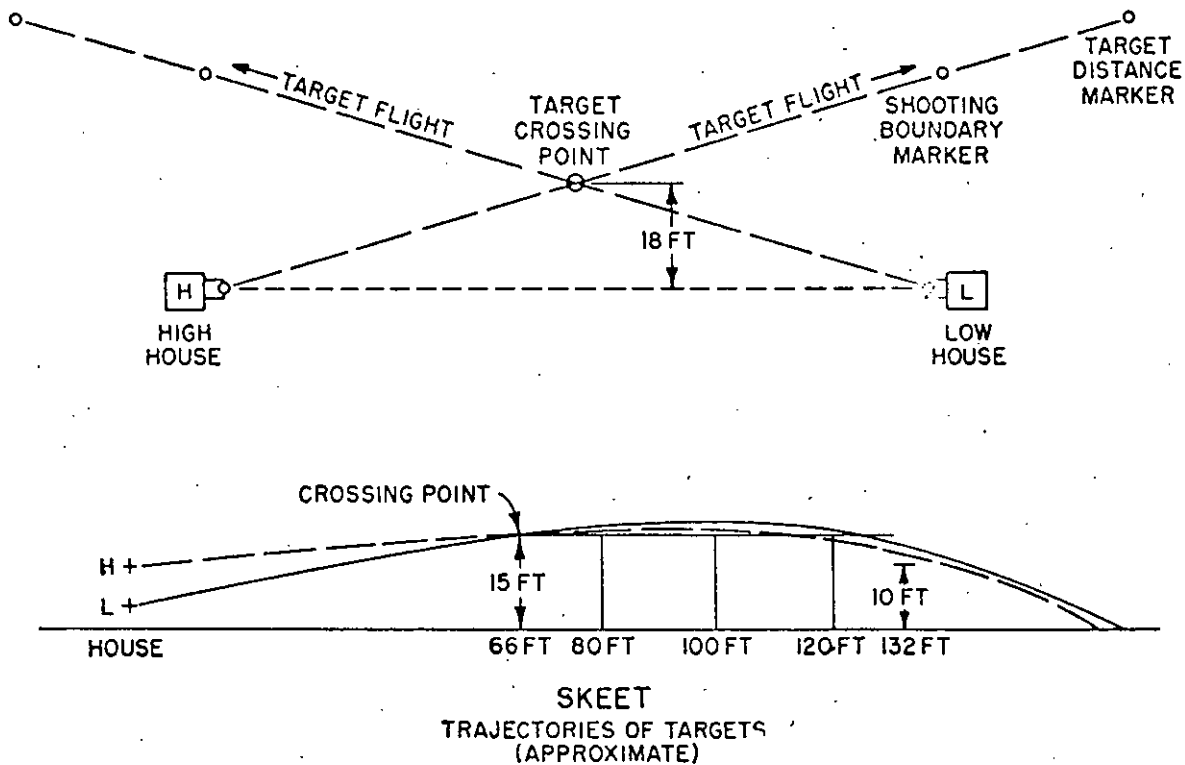 TARGET FLIGHT
TARGET FLIGHT
TARGET
CROSSING
POINT
TARGET
DISTANCE
MARKER
SHOOTING
BOUNDARY
MARKER
18 FT
H
HIGH
HOUSE
L
LOW
HOUSE
CROSSING POINT
H
L
15 FT
10 FT
HOUSE
66 FT
80 FT
100 FT
120 FT
132 FT
SKEET
TRAJECTORIES OF TARGETS
(APPROXIMATE)